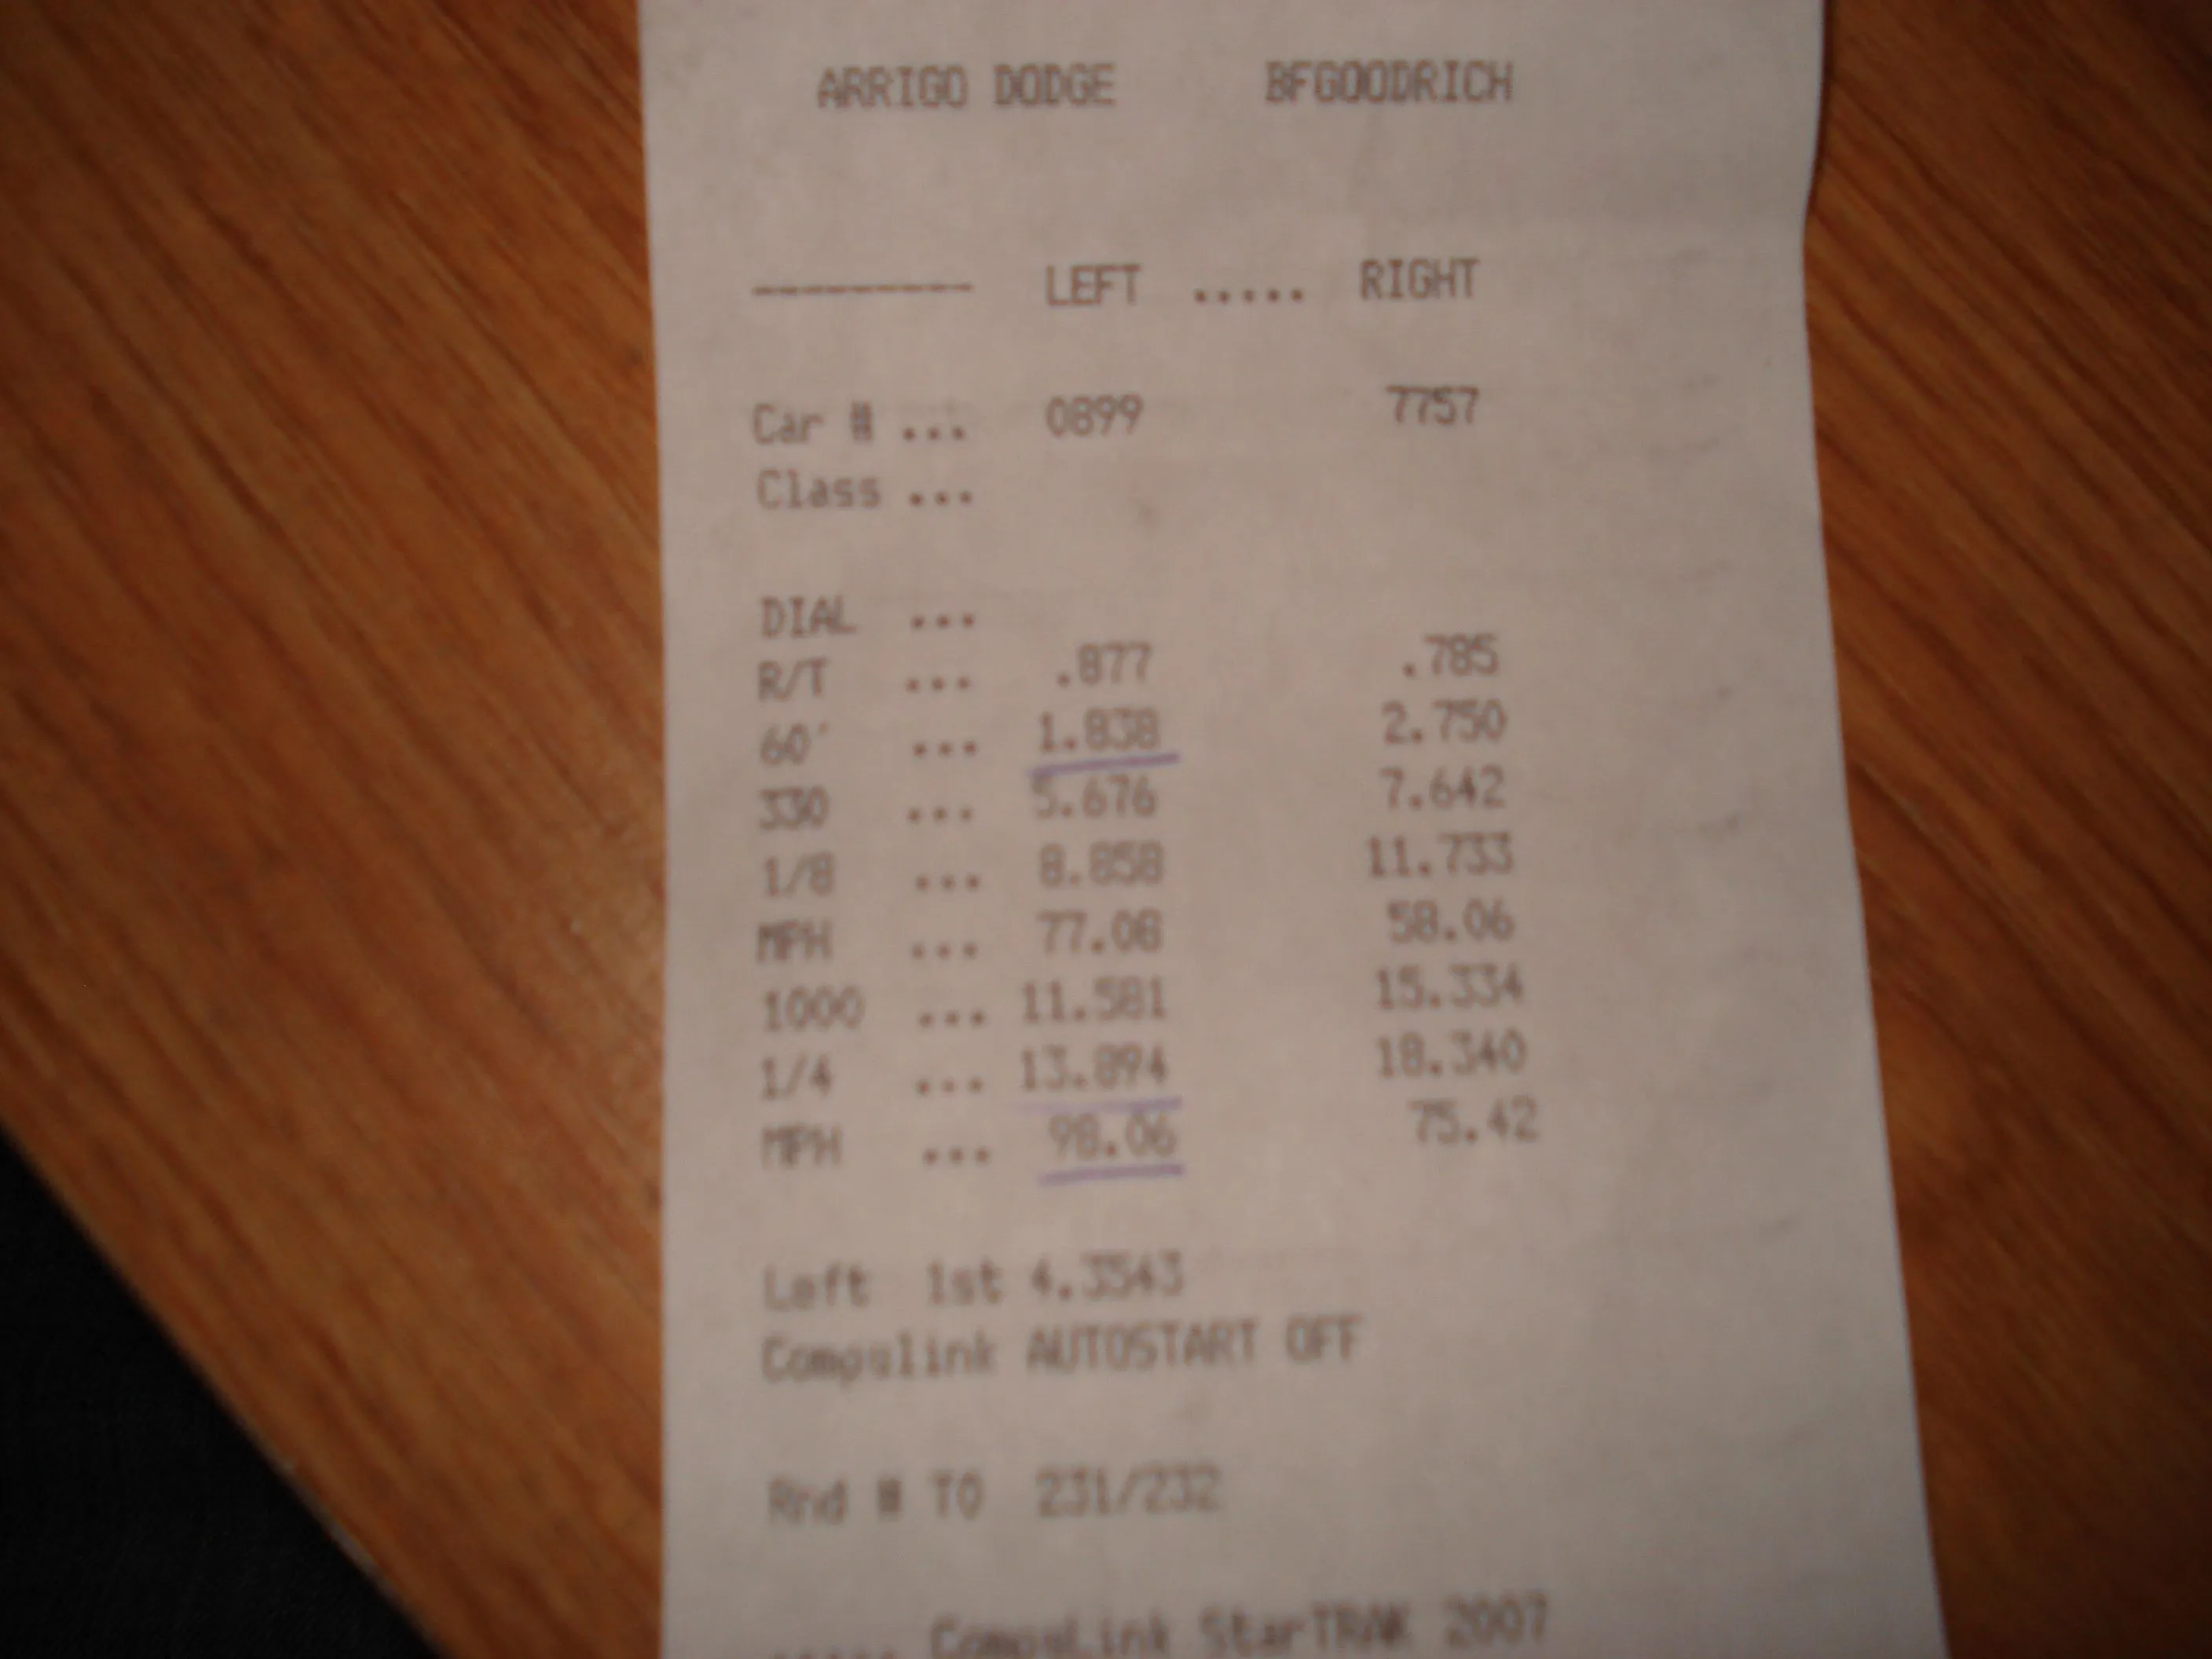 ARRIGO DODGE BFGOODRICH
--------- LEFT ..... RIGHT
Car # ... 0899 7757
Class ...
DIAL ...
R/T ... .877 .785
60' ... 1.838 2.750
330 ... 5.676 7.642
1/8 ... 8.858 11.733
MPH ... 77.08 58.06
1000 ... 11.581 15.334
1/4 ... 13.894 18.340
MPH ... 98.06 75.42
Left 1st 4.3543
Compulink AUTOSTART OFF
Rnd # TO 231/232
CompuLink StarTRAK 2007